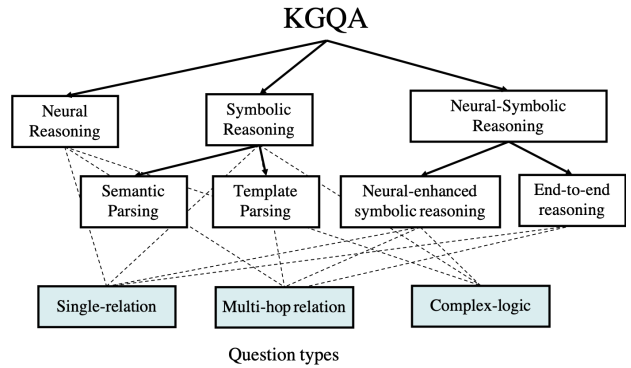 KGQA
Neural
Reasoning
Symbolic
Reasoning
Neural-Symbolic
Reasoning
Semantic
Parsing
Template
Parsing
Neural-enhanced
symbolic reasoning
End-to-end
reasoning
Single-relation
Multi-hop relation
Complex-logic
Question types